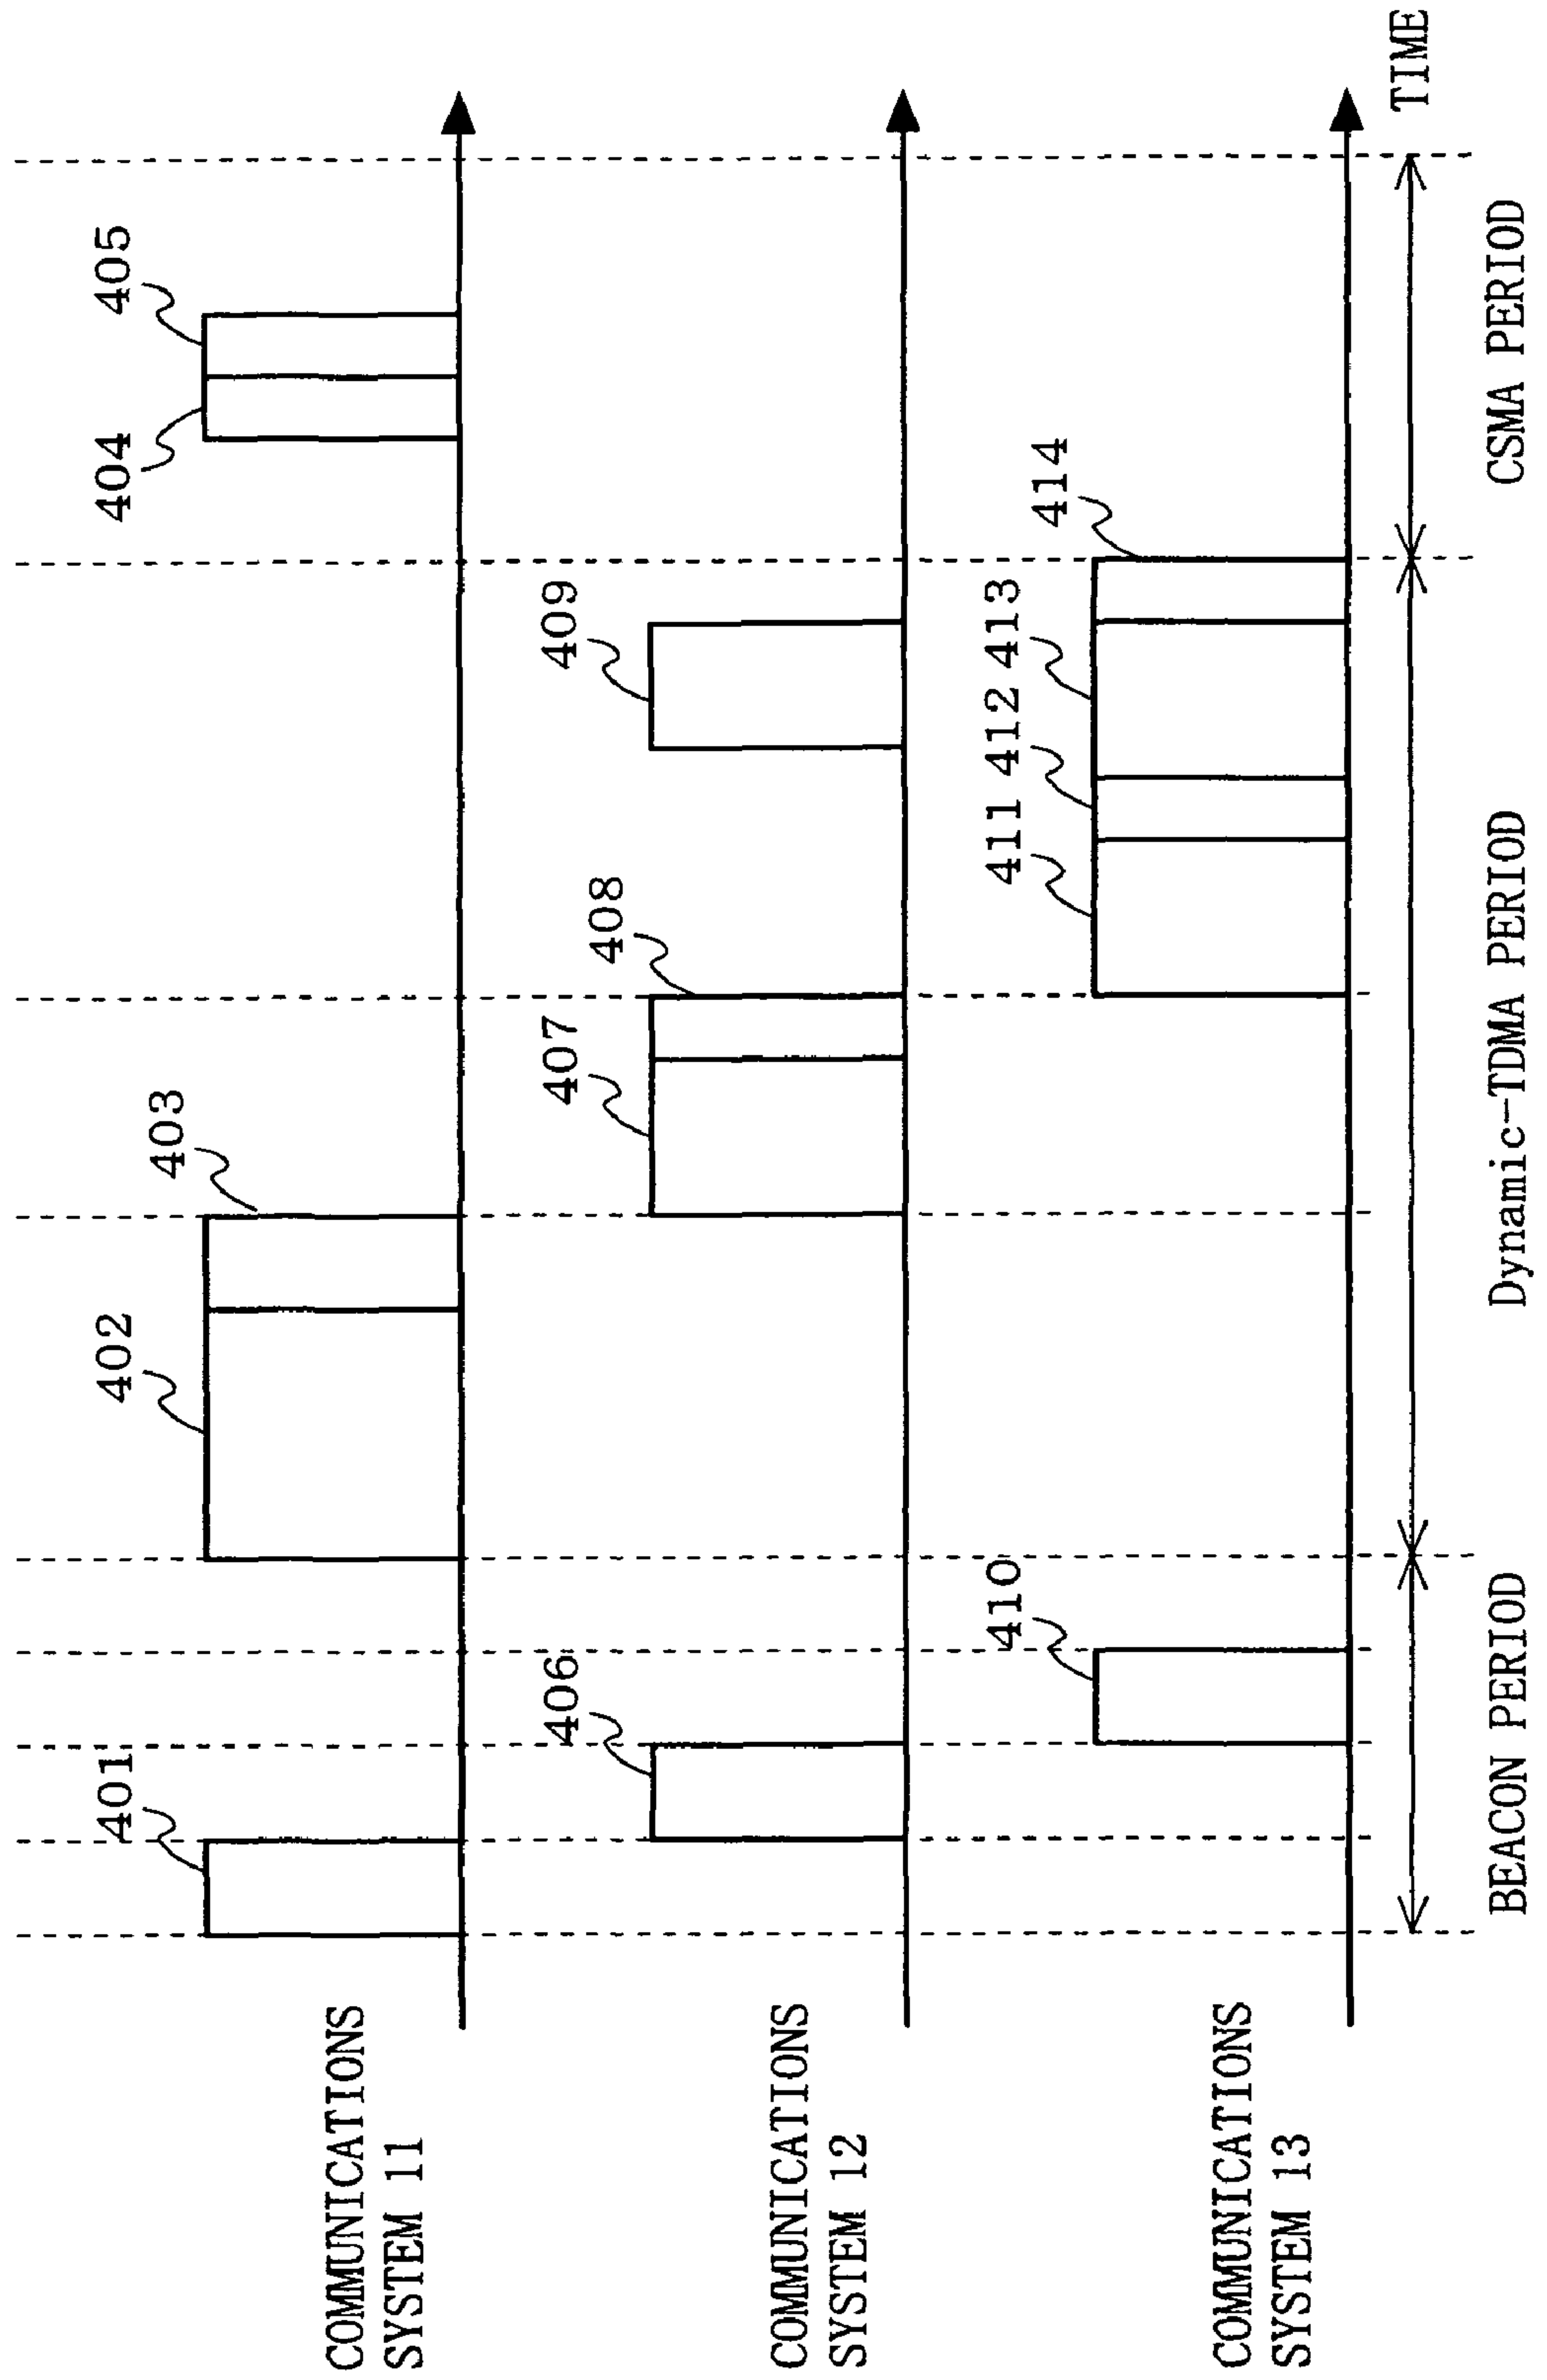 401
402
403
404
405
COMMUNICATIONS
SYSTEM 11
406
407
408
409
COMMUNICATIONS
SYSTEM 12
410
411
412
413
414
COMMUNICATIONS
SYSTEM 13
TIME
BEACON PERIOD
Dynamic-TDMA PERIOD
CSMA PERIOD